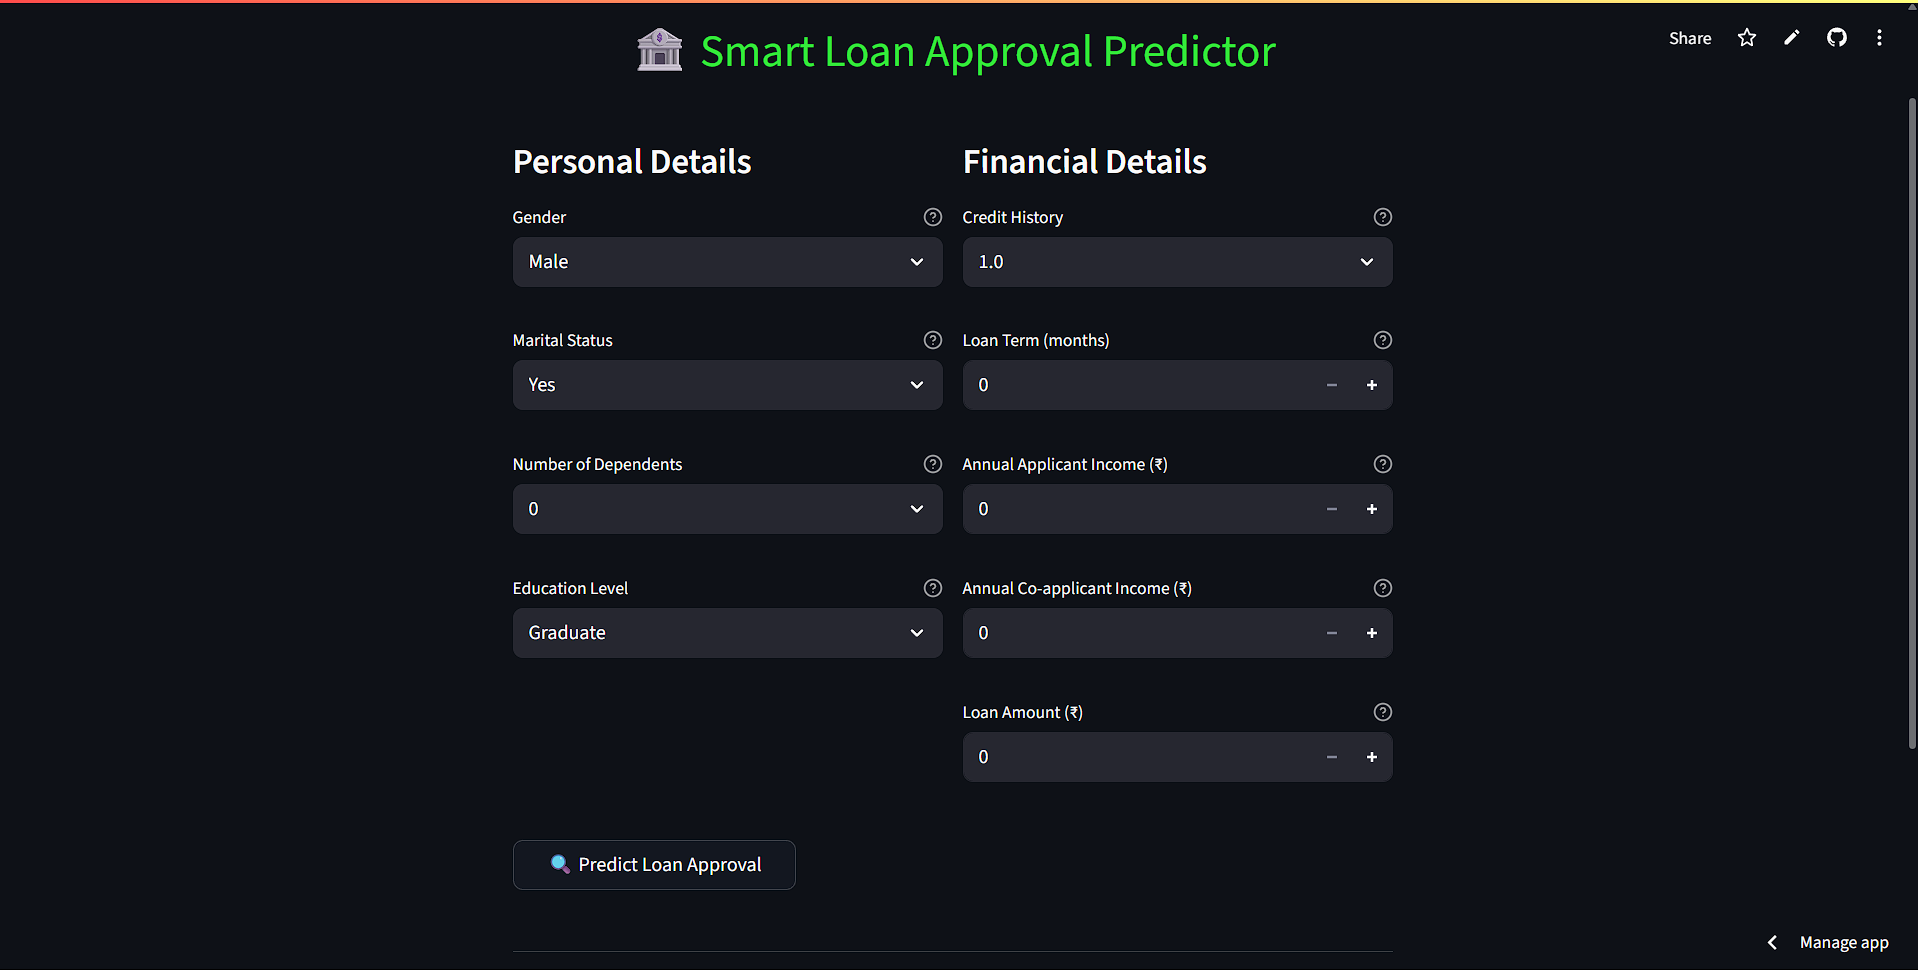 Smart Loan Approval Predictor
Share
Personal Details
Gender
Male
Marital Status
Yes
Number of Dependents
0
Education Level
Graduate
Financial Details
Credit History
1.0
Loan Term (months)
0
Annual Applicant Income (₹)
0
Annual Co-applicant Income (₹)
0
Loan Amount (₹)
0
Predict Loan Approval
Manage app